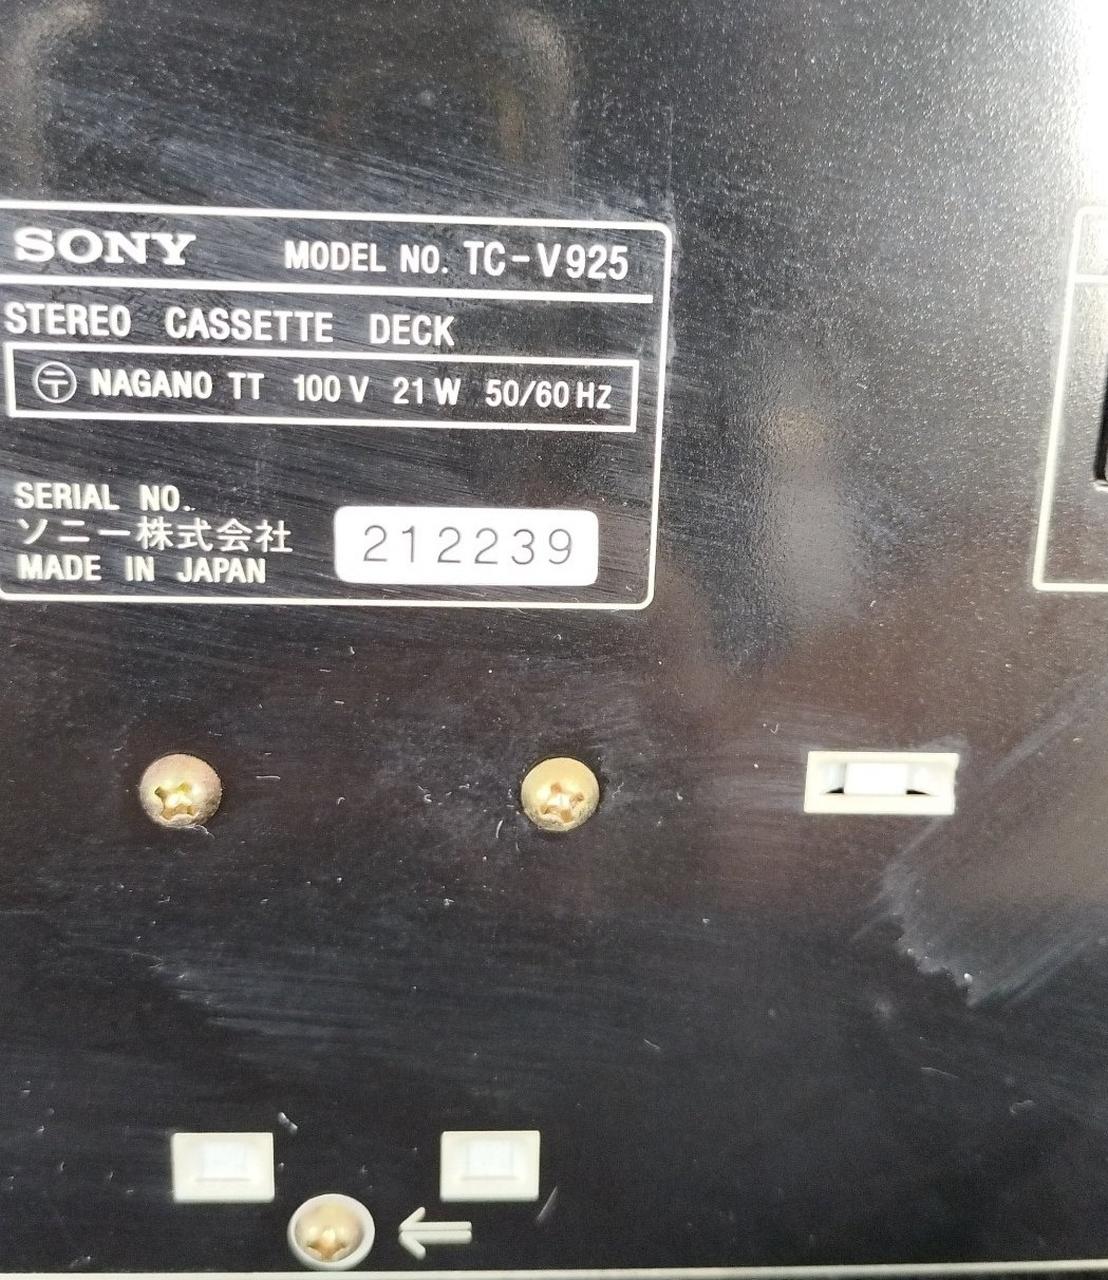 SONY MODEL NO. TC-V925
STEREO CASSETTE DECK
〒 NAGANO TT 100 V 21 W 50/60 Hz
SERIAL NO.
ソニー株式会社 212239
MADE IN JAPAN